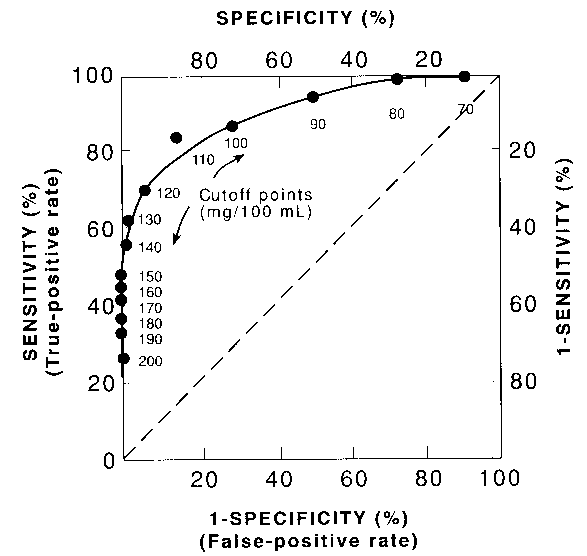 SPECIFICITY (%)
80 60 40 20
100
80
60
40
20
0
SENSITIVITY (%)
(True-positive rate)
70
80
90
100
110
120
130
140
150
160
170
180
190
200
Cutoff points
(mg/100 mL)
20
40
60
80
1-SENSITIVITY (%)
20 40 60 80 100
1-SPECIFICITY (%)
(False-positive rate)